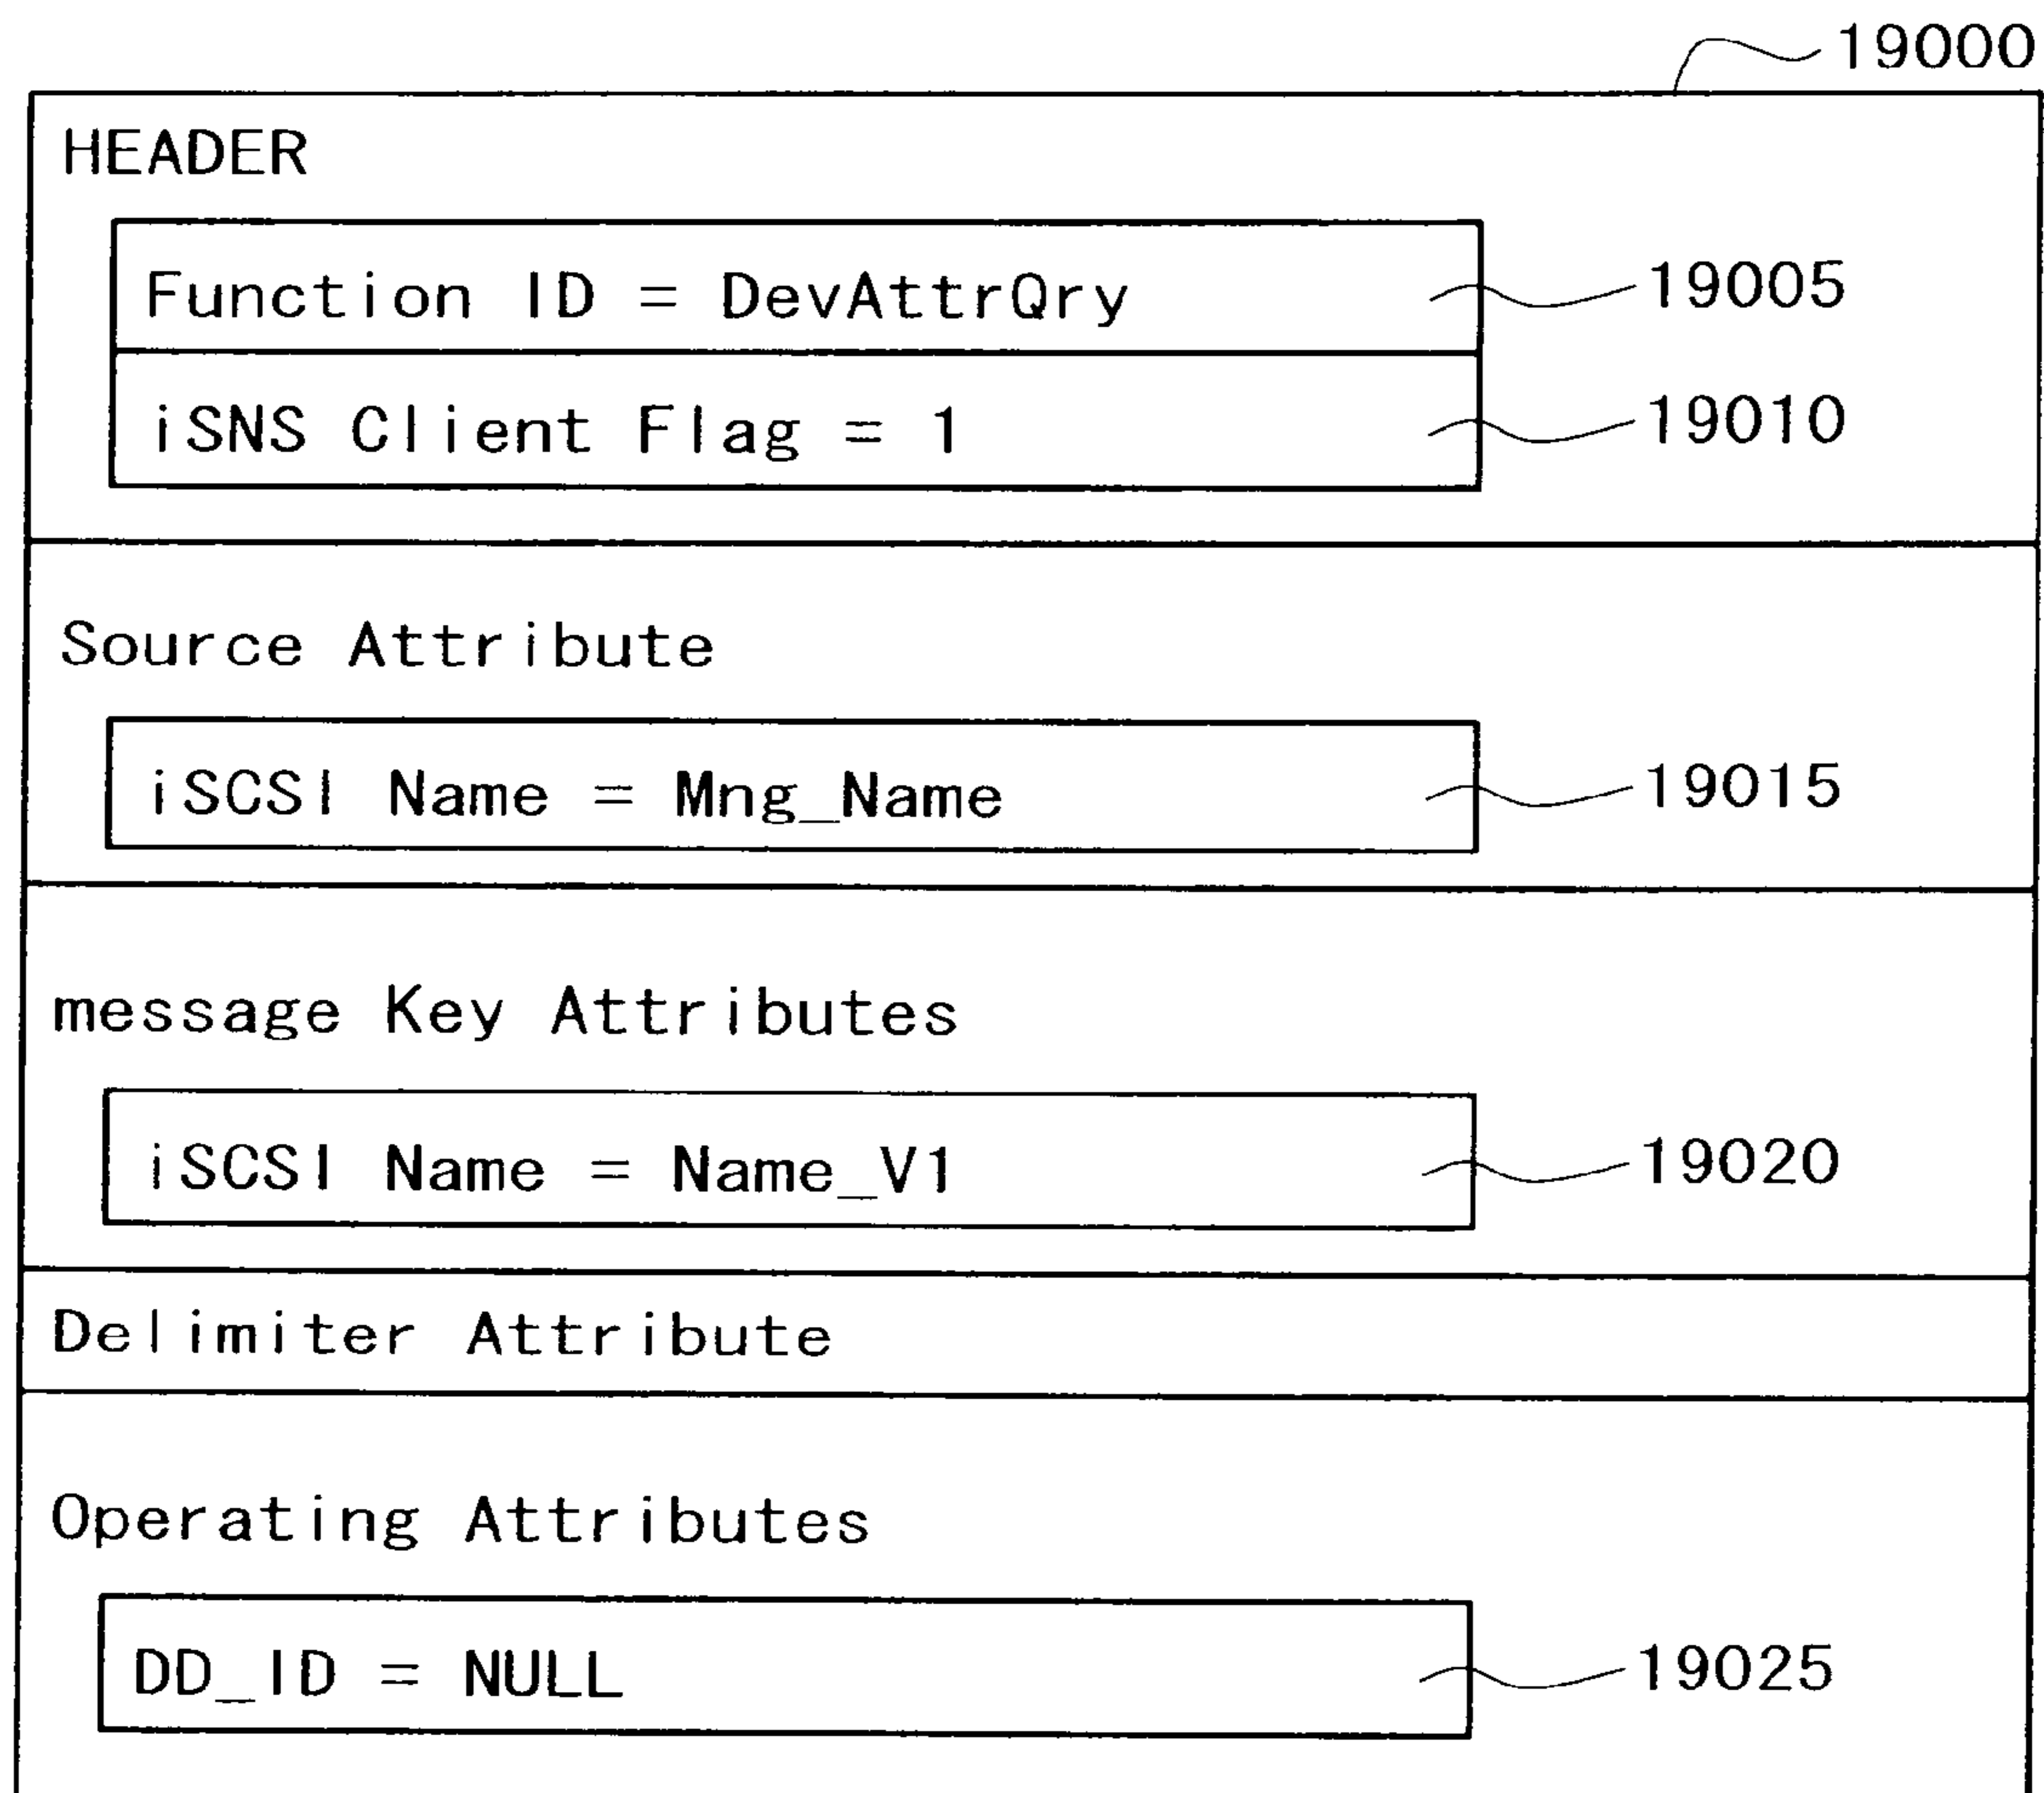 19000
HEADER
Function ID = DevAttrQry
19005
iSNS Client Flag = 1
19010
Source Attribute
iSCSI Name = Mng_Name
19015
message Key Attributes
iSCSI Name = Name_V1
19020
Delimiter Attribute
Operating Attributes
DD_ID = NULL
19025